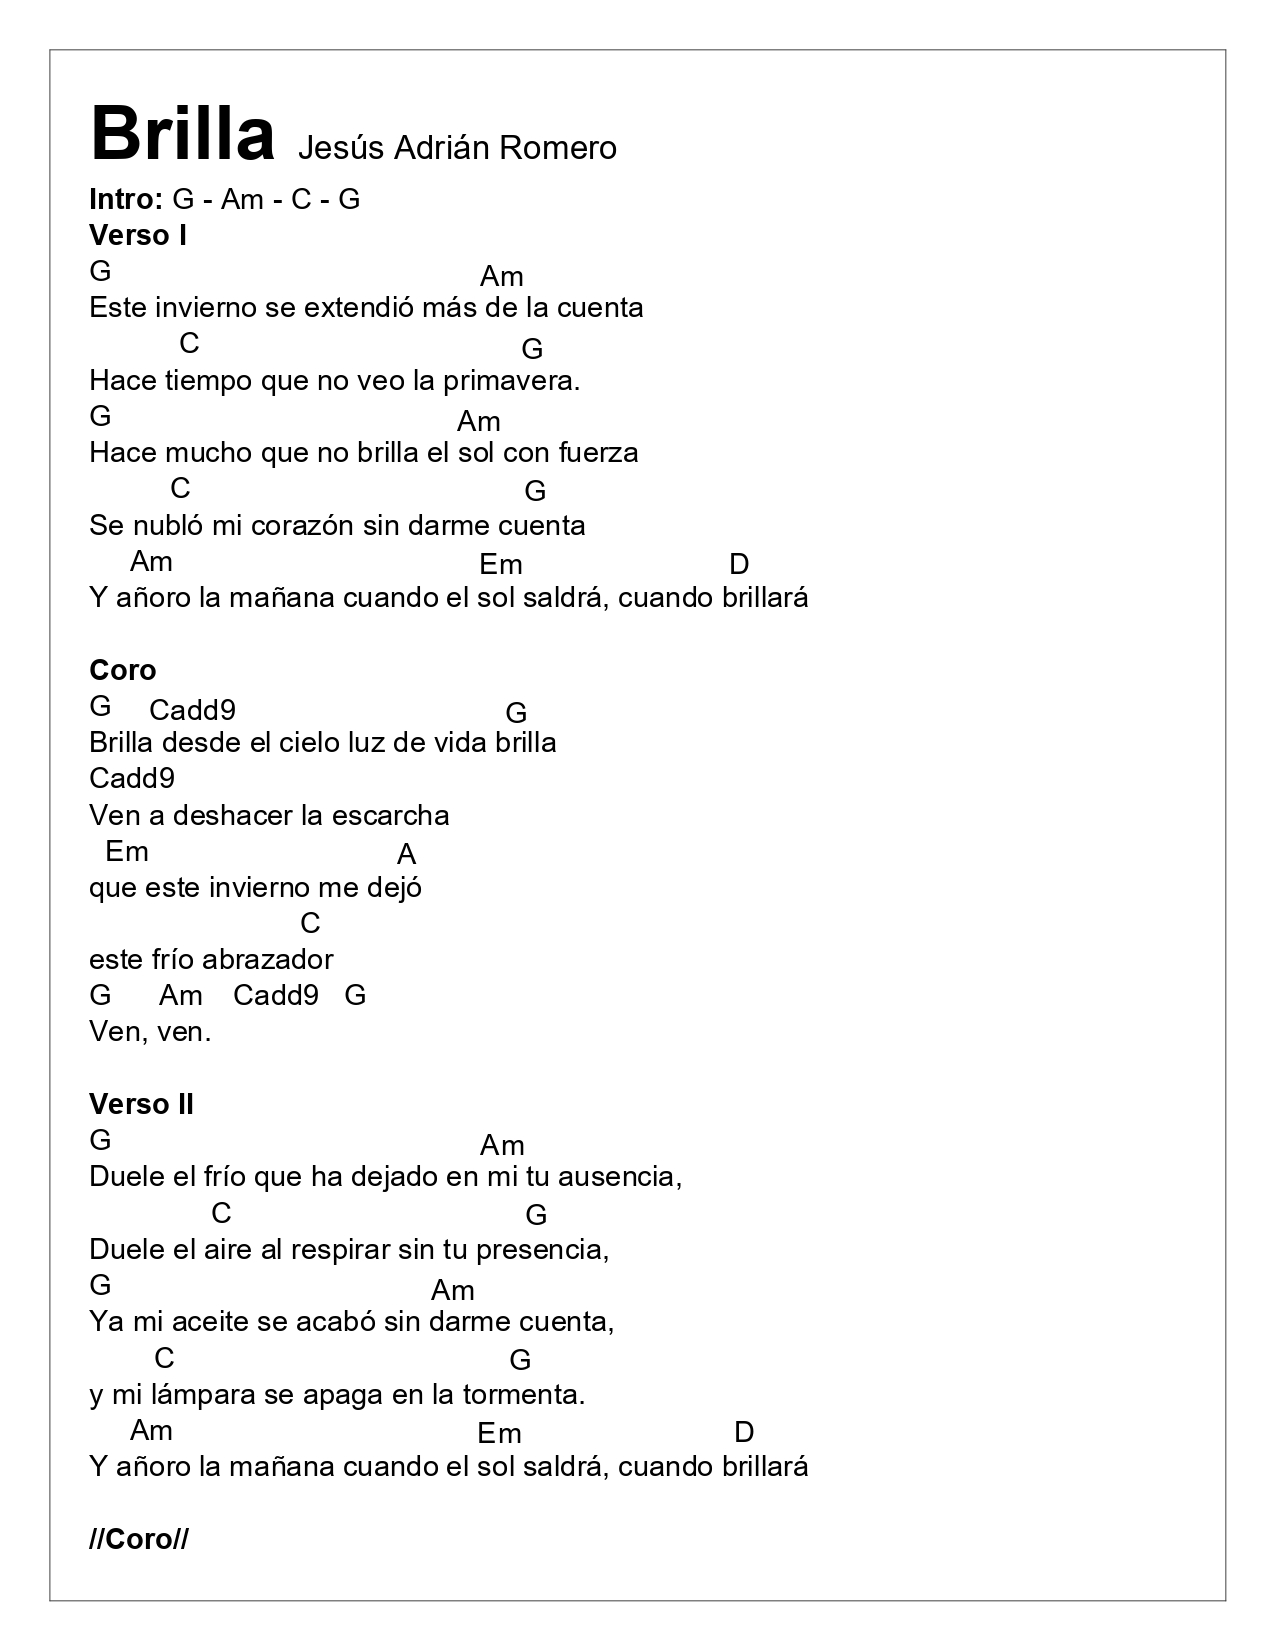 Brilla Jesús Adrián Romero
Intro: G - Am - C - G
Verso I
G Am
Este invierno se extendió más de la cuenta
C G
Hace tiempo que no veo la primavera.
G Am
Hace mucho que no brilla el sol con fuerza
C G
Se nubló mi corazón sin darme cuenta
Am Em D
Y añoro la mañana cuando el sol saldrá, cuando brillará
Coro
G Cadd9 G
Brilla desde el cielo luz de vida brilla
Cadd9
Ven a deshacer la escarcha
Em A
que este invierno me dejó
C
este frío abrazador
G Am Cadd9 G
Ven, ven.
Verso II
G Am
Duele el frío que ha dejado en mi tu ausencia,
C G
Duele el aire al respirar sin tu presencia,
G Am
Ya mi aceite se acabó sin darme cuenta,
C G
y mi lámpara se apaga en la tormenta.
Am Em D
Y añoro la mañana cuando el sol saldrá, cuando brillará
//Coro//